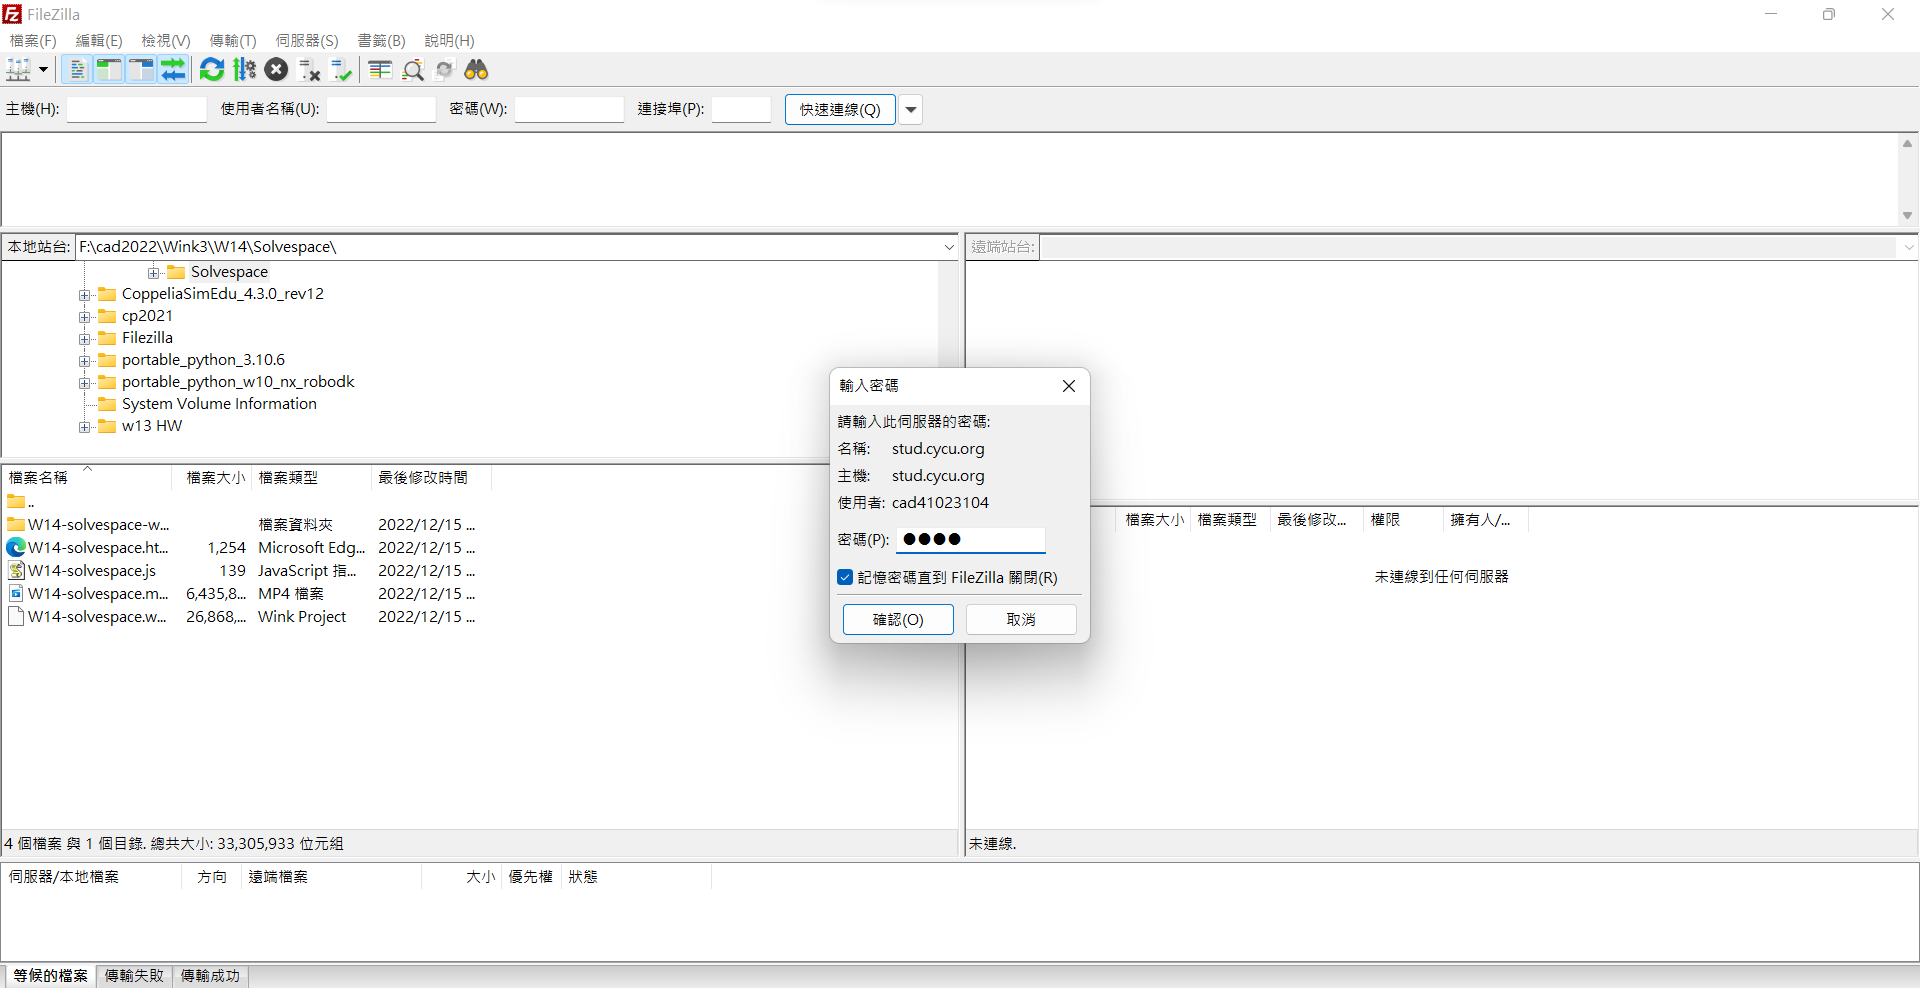 FileZilla
檔案(F) 編輯(E) 檢視(V) 傳輸(T) 伺服器(S) 書籤(B) 說明(H)
主機(H): 使用者名稱(U): 密碼(W): 連接埠(P): 快速連線(Q)
本地站台: F:\cad2022\Wink3\W14\Solvespace\
遠端站台:
Solvespace
CoppeliaSimEdu_4.3.0_rev12
cp2021
Filezilla
portable_python_3.10.6
portable_python_w10_nx_robodk
System Volume Information
w13 HW
檔案名稱 檔案大小 檔案類型 最後修改時間
..
W14-solvespace-w... 檔案資料夾 2022/12/15 ...
W14-solvespace.ht... 1,254 Microsoft Edg... 2022/12/15 ...
W14-solvespace.js 139 JavaScript 指... 2022/12/15 ...
W14-solvespace.m... 6,435,8... MP4 檔案 2022/12/15 ...
W14-solvespace.w... 26,868,... Wink Project 2022/12/15 ...
4 個檔案 與 1 個目錄. 總共大小: 33,305,933 位元組
輸入密碼
請輸入此伺服器的密碼:
名稱: stud.cycu.org
主機: stud.cycu.org
使用者: cad41023104
密碼(P): ●●●●
記憶密碼直到 FileZilla 關閉(R)
確認(O) 取消
檔案大小 檔案類型 最後修改... 權限 擁有人/...
未連線到任何伺服器
未連線.
伺服器/本地檔案 方向 遠端檔案 大小 優先權 狀態
等候的檔案 傳輸失敗 傳輸成功